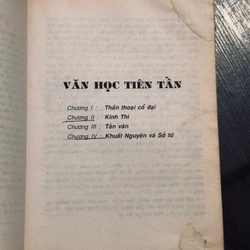 VĂN HỌC TIÊN TẦN
Chương I : Thần thoại cổ đại
Chương II : Kinh Thi
Chương III : Tản văn
Chương IV : Khuất Nguyên và Sở từ